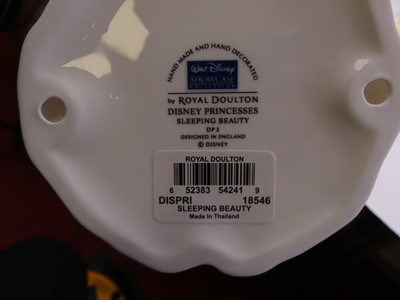 HAND MADE AND HAND DECORATED
Walt Disney
SHOWCASE
COLLECTION
by ROYAL DOULTON
DISNEY PRINCESSES
SLEEPING BEAUTY
DP 2
DESIGNED IN ENGLAND
© DISNEY
ROYAL DOULTON
6 52383 54241 9
DISPRI 18546
SLEEPING BEAUTY
Made in Thailand